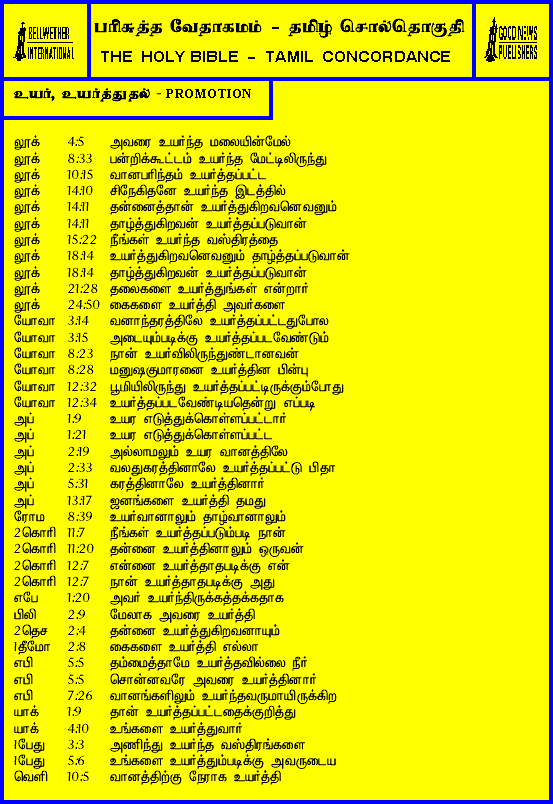 BELLWETHER
INTERNATIONAL
பரிசுத்த வேதாகமம் - தமிழ் சொல்தொகுதி
THE HOLY BIBLE - TAMIL CONCORDANCE
GOOD NEWS
PUBLISHERS
உயர், உயர்த்துதல் - PROMOTION
லூக் 4:5 அவரை உயர்ந்த மலையின்மேல்
லூக் 8:33 பன்றிக்கூட்டம் உயர்ந்த மேட்டிலிருந்து
லூக் 10:15 வானபரிந்தம் உயர்த்தப்பட்ட
லூக் 14:10 சிநேகிதனே உயர்ந்த இடத்தில்
லூக் 14:11 தன்னைத்தான் உயர்த்துகிறவனெவனும்
லூக் 14:11 தாழ்த்துகிறவன் உயர்த்தப்படுவான்
லூக் 15:22 நீங்கள் உயர்ந்த வஸ்திரத்தை
லூக் 18:14 உயர்த்துகிறவனெவனும் தாழ்த்தப்படுவான்
லூக் 18:14 தாழ்த்துகிறவன் உயர்த்தப்படுவான்
லூக் 21:28 தலைகளை உயர்த்துங்கள் என்றார்
லூக் 24:50 கைகளை உயர்த்தி அவர்களை
யோவா 3:14 வனாந்தரத்திலே உயர்த்தப்பட்டதுபோல
யோவா 3:15 அடையும்படிக்கு உயர்த்தப்படவேண்டும்
யோவா 8:23 நான் உயர்விலிருந்துண்டானவன்
யோவா 8:28 மனுஷகுமாரனை உயர்த்தின பின்பு
யோவா 12:32 பூமியிலிருந்து உயர்த்தப்பட்டிருக்கும்போது
யோவா 12:34 உயர்த்தப்படவேண்டியதென்று எப்படி
அப் 1:9 உயர எடுத்துக்கொள்ளப்பட்டார்
அப் 1:21 உயர எடுத்துக்கொள்ளப்பட்ட
அப் 2:19 அல்லாமலும் உயர வானத்திலே
அப் 2:33 வலதுகரத்தினாலே உயர்த்தப்பட்டு பிதா
அப் 5:31 கரத்தினாலே உயர்த்தினார்
அப் 13:17 ஜனங்களை உயர்த்தி தமது
ரோம 8:39 உயர்வானாலும் தாழ்வானாலும்
2கொரி 11:7 நீங்கள் உயர்த்தப்படும்படி நான்
2கொரி 11:20 தன்னை உயர்த்தினாலும் ஒருவன்
2கொரி 12:7 என்னை உயர்த்தாதபடிக்கு என்
2கொரி 12:7 நான் உயர்த்தாதபடிக்கு அது
எபே 1:20 அவர் உயர்ந்திருக்கத்தக்கதாக
பிலி 2:9 மேலாக அவரை உயர்த்தி
2தெச 2:4 தன்னை உயர்த்துகிறவனாயும்
1தீமோ 2:8 கைகளை உயர்த்தி எல்லா
எபி 5:5 தம்மைத்தாமே உயர்த்தவில்லை நீர்
எபி 5:5 சொன்னவரே அவரை உயர்த்தினார்
எபி 7:26 வானங்களிலும் உயர்ந்தவருமாயிருக்கிற
யாக் 1:9 தான் உயர்த்தப்பட்டதைக்குறித்து
யாக் 4:10 உங்களை உயர்த்துவார்
1பேது 3:3 அணிந்து உயர்ந்த வஸ்திரங்களை
1பேது 5:6 உங்களை உயர்த்தும்படிக்கு அவருடைய
வெளி 10:5 வானத்திற்கு நேராக உயர்த்தி